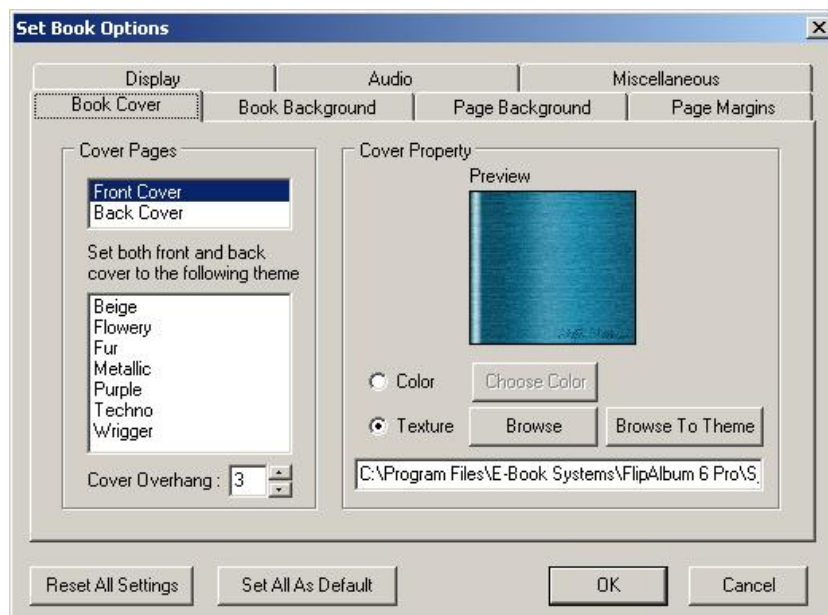 Set Book Options
Display Audio Miscellaneous
Book Cover Book Background Page Background Page Margins
Cover Pages
Front Cover
Back Cover
Set both front and back
cover to the following theme
Beige
Flowery
Fur
Metallic
Purple
Techno
Wrigger
Cover Overhang : 3
Cover Property
Preview
Color Choose Color
Texture Browse Browse To Theme
C:\Program Files\E-Book Systems\FlipAlbum 6 Pro\S_
Reset All Settings Set All As Default OK Cancel